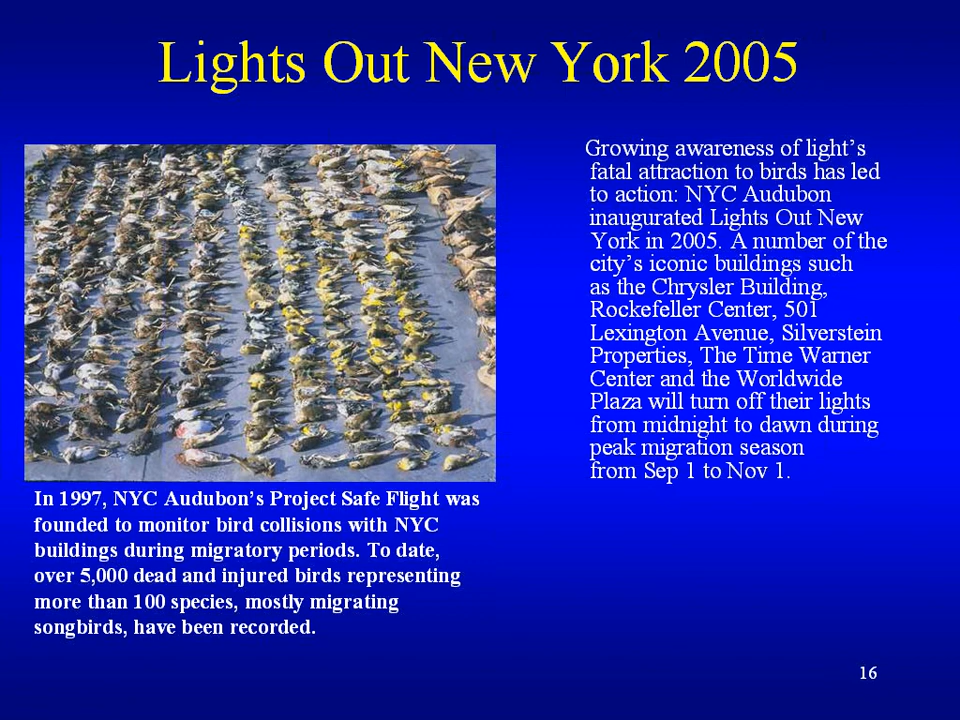 Lights Out New York 2005
Growing awareness of light's
fatal attraction to birds has led
to action: NYC Audubon
inaugurated Lights Out New
York in 2005. A number of the
city's iconic buildings such
as the Chrysler Building,
Rockefeller Center, 501
Lexington Avenue, Silverstein
Properties, The Time Warner
Center and the Worldwide
Plaza will turn off their lights
from midnight to dawn during
peak migration season
from Sep 1 to Nov 1.
In 1997, NYC Audubon's Project Safe Flight was
founded to monitor bird collisions with NYC
buildings during migratory periods. To date,
over 5,000 dead and injured birds representing
more than 100 species, mostly migrating
songbirds, have been recorded.
16